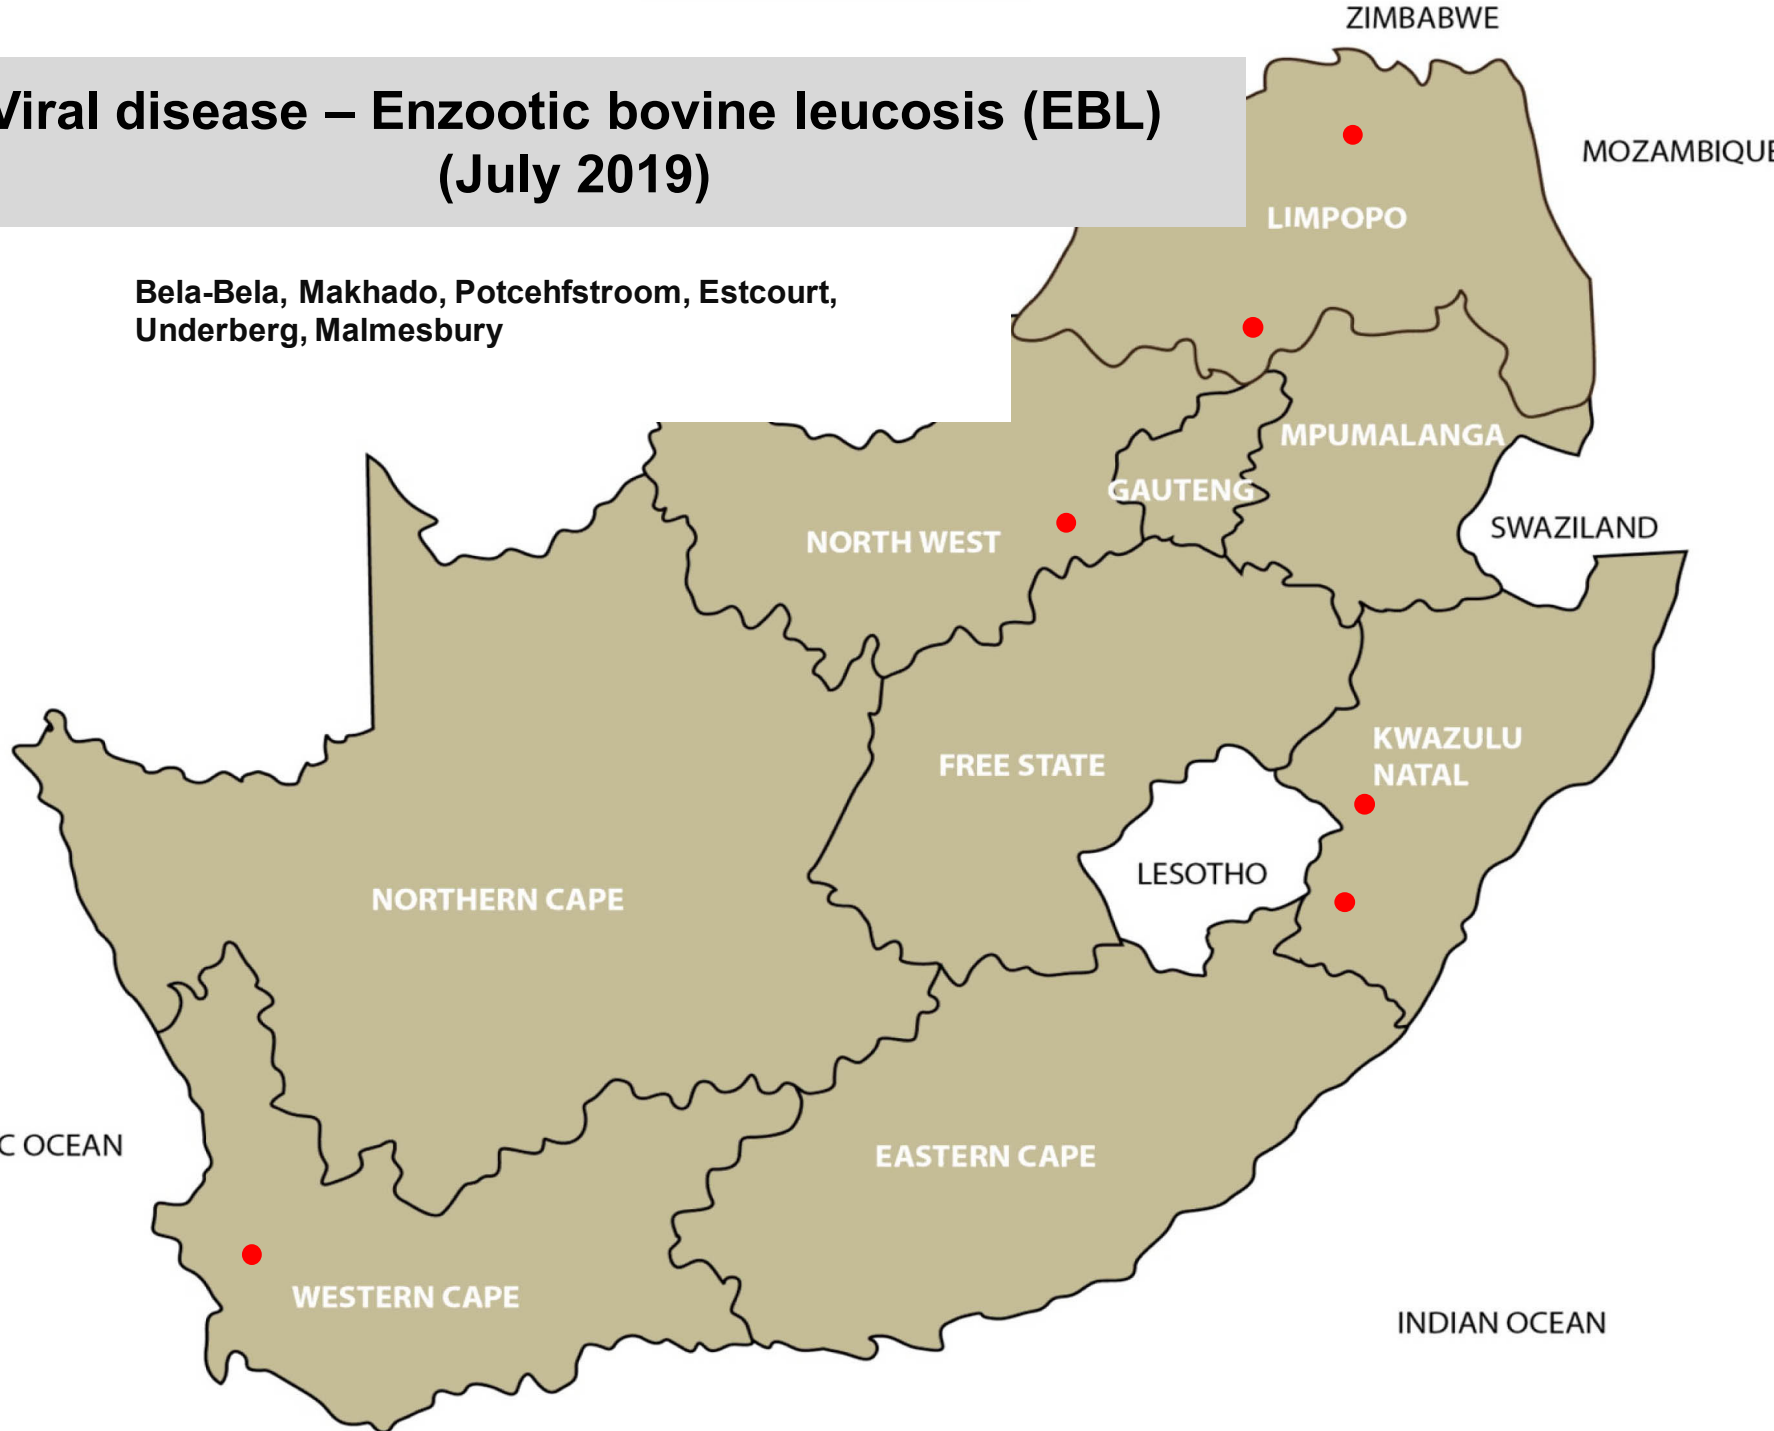 ZIMBABWE
Viral disease – Enzootic bovine leucosis (EBL)
(July 2019)
MOZAMBIQUE
LIMPOPO
Bela-Bela, Makhado, Potcehfstroom, Estcourt,
Underberg, Malmesbury
MPUMALANGA
GAUTENG
NORTH WEST
SWAZILAND
KWAZULU
NATAL
FREE STATE
LESOTHO
NORTHERN CAPE
C OCEAN
EASTERN CAPE
WESTERN CAPE
INDIAN OCEAN